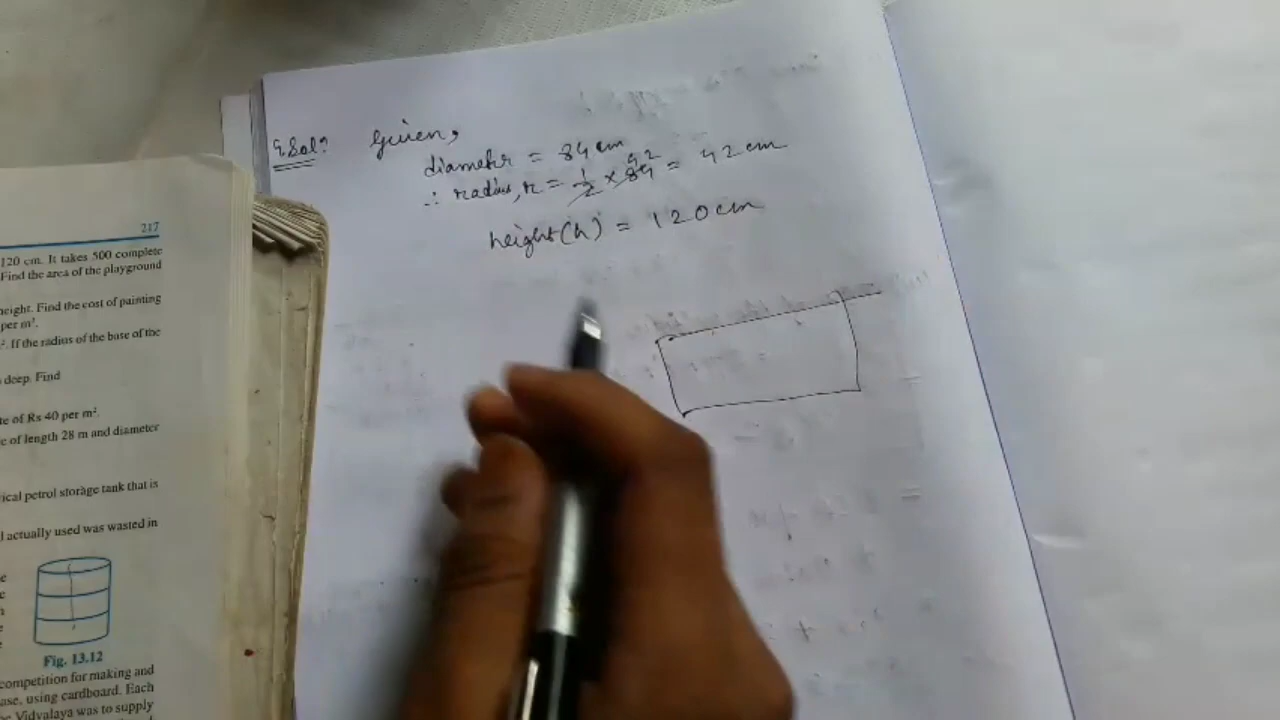 217
120 cm. It takes 500 complete
Find the area of the playground
height. Find the cost of painting
per m².
². If the radius of the base of the
deep. Find
te of Rs 40 per m².
of length 28 m and diameter
ical petrol storage tank that is
actually used was wasted in
Fig. 13.12
competition for making and
ase, using cardboard. Each
Vidyalaya was to supply
4. Solⁿ: Given,
diameter = 84 cm
∴ radius, r = 1/2 × 84 42 = 42 cm
height(h) = 120 cm